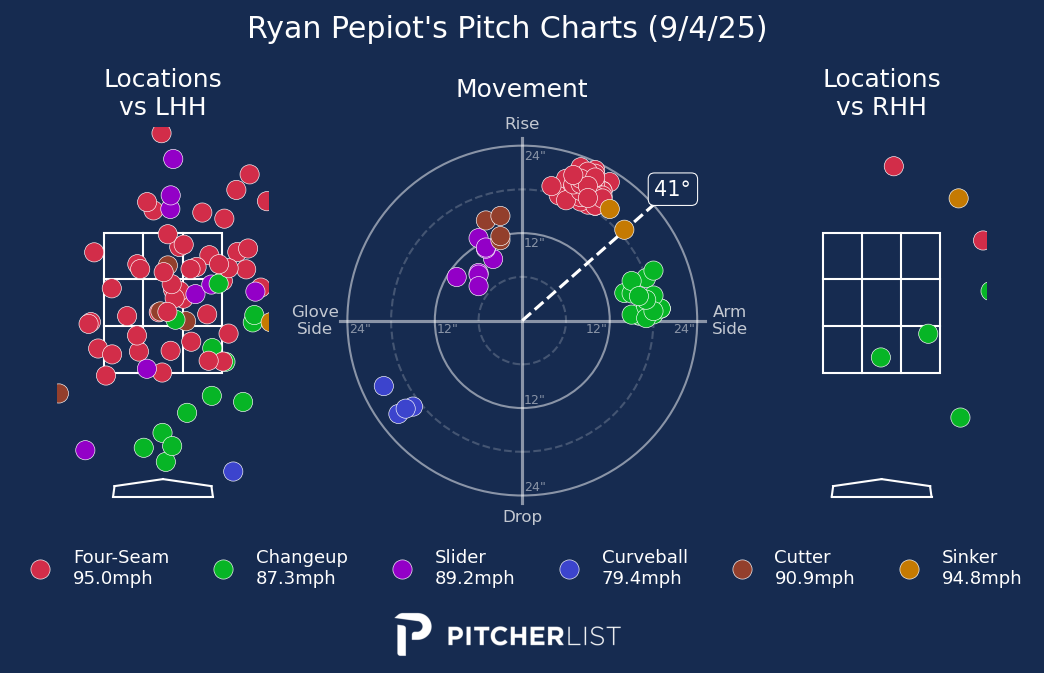 Ryan Pepiot's Pitch Charts (9/4/25)
Locations
vs LHH
Movement
Locations
vs RHH
Rise
24"
41°
12"
Glove
Side
24"
12"
12"
24"
Arm
Side
12"
24"
Drop
Four-Seam
95.0mph
Changeup
87.3mph
Slider
89.2mph
Curveball
79.4mph
Cutter
90.9mph
Sinker
94.8mph
PITCHERLIST